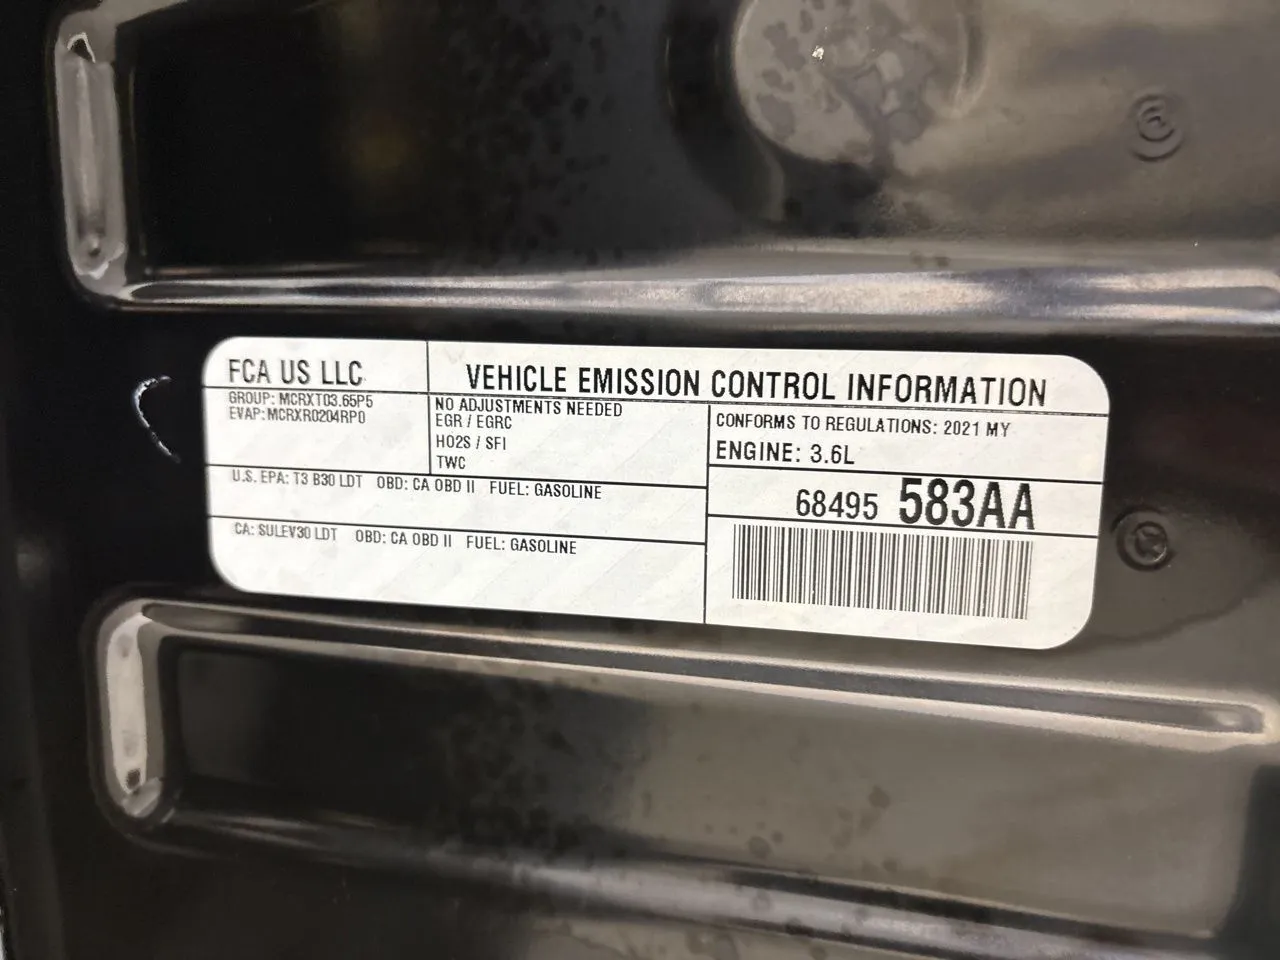 FCA US LLC
VEHICLE EMISSION CONTROL INFORMATION
GROUP: MCRXT03.65P5
EVAP: MCRXR0204RP0
NO ADJUSTMENTS NEEDED
EGR / EGRC
HO2S / SFI
TWC
CONFORMS TO REGULATIONS: 2021 MY
ENGINE: 3.6L
U.S. EPA: T3 B30 LDT OBD: CA OBD II FUEL: GASOLINE
68495 583AA
CA: SULEV30 LDT OBD: CA OBD II FUEL: GASOLINE